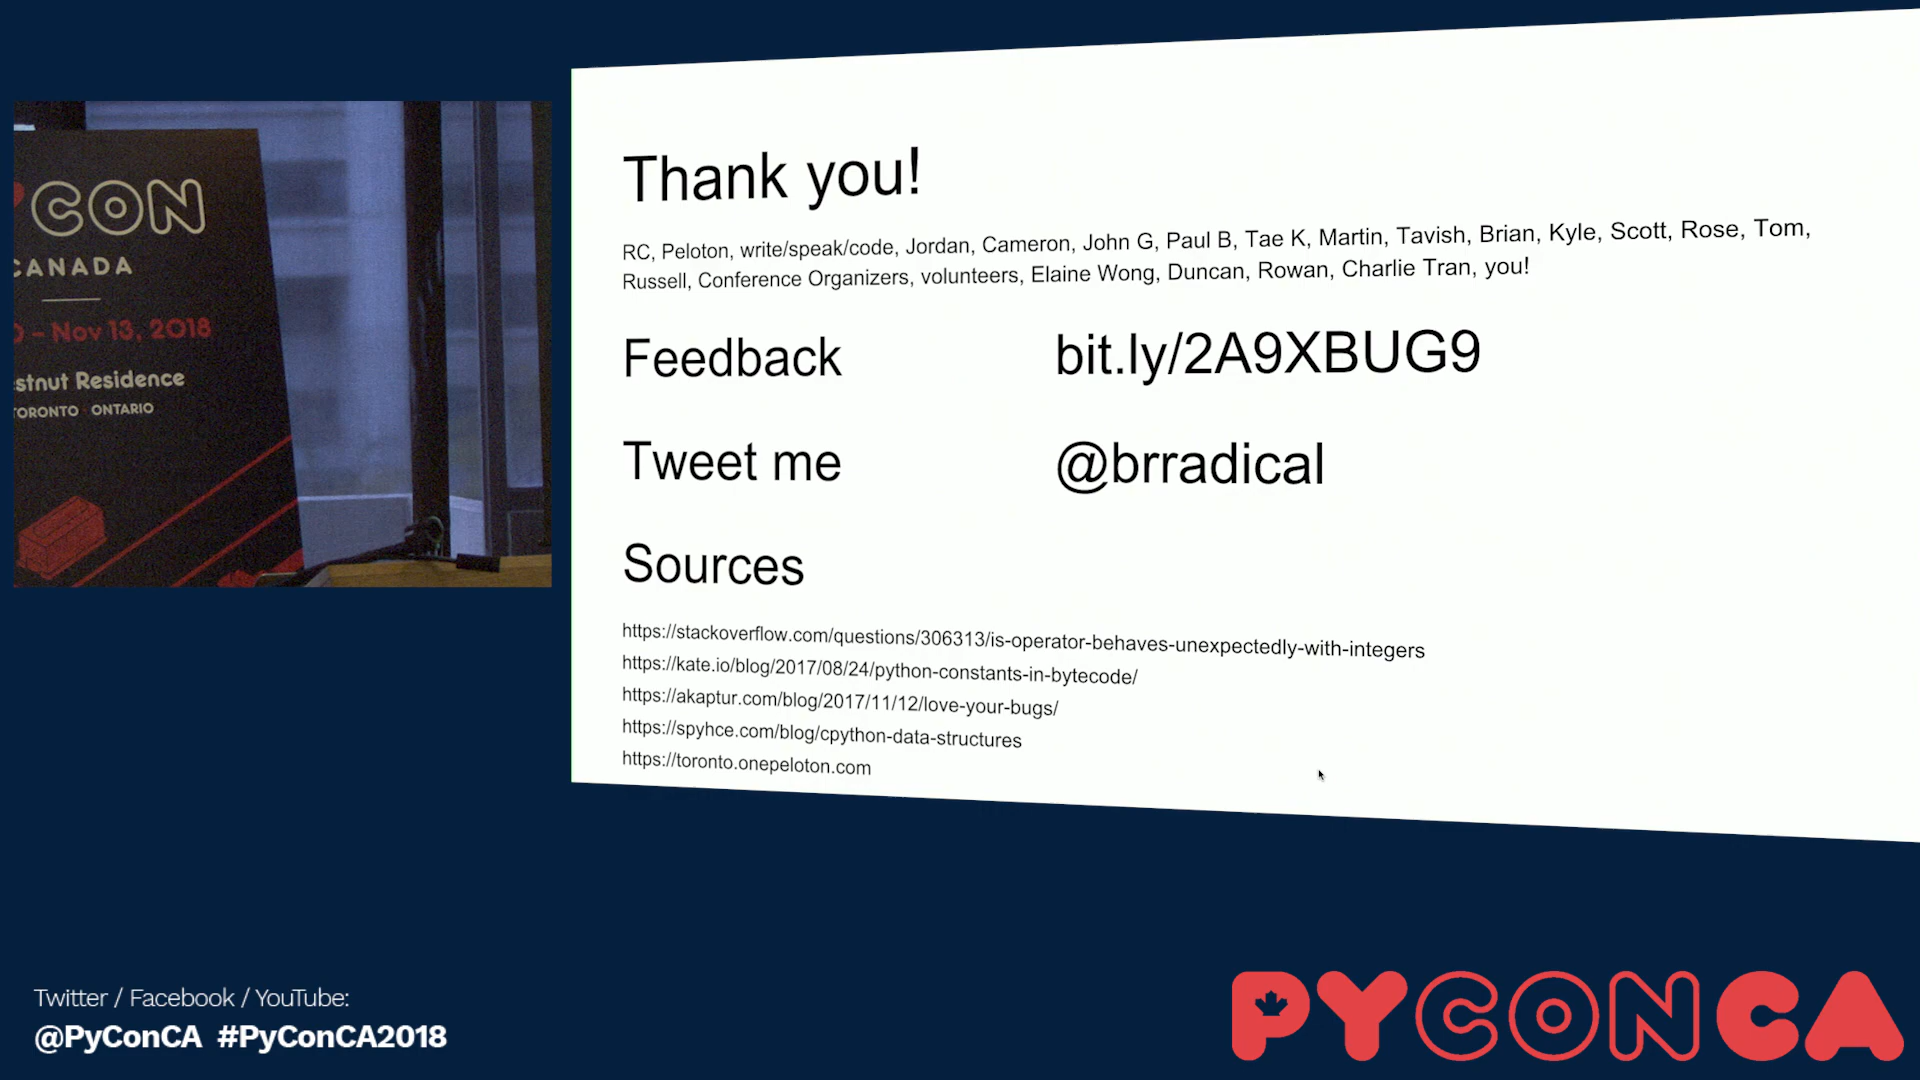 CON
CANADA
- Nov 13, 2018
stnut Residence
TORONTO ONTARIO
Thank you!
RC, Peloton, write/speak/code, Jordan, Cameron, John G, Paul B, Tae K, Martin, Tavish, Brian, Kyle, Scott, Rose, Tom,
Russell, Conference Organizers, volunteers, Elaine Wong, Duncan, Rowan, Charlie Tran, you!
Feedback bit.ly/2A9XBUG9
Tweet me @brradical
Sources
https://stackoverflow.com/questions/306313/is-operator-behaves-unexpectedly-with-integers
https://kate.io/blog/2017/08/24/python-constants-in-bytecode/
https://akaptur.com/blog/2017/11/12/love-your-bugs/
https://spyhce.com/blog/cpython-data-structures
https://toronto.onepeloton.com
Twitter / Facebook / YouTube:
@PyConCA #PyConCA2018
PYCONCA